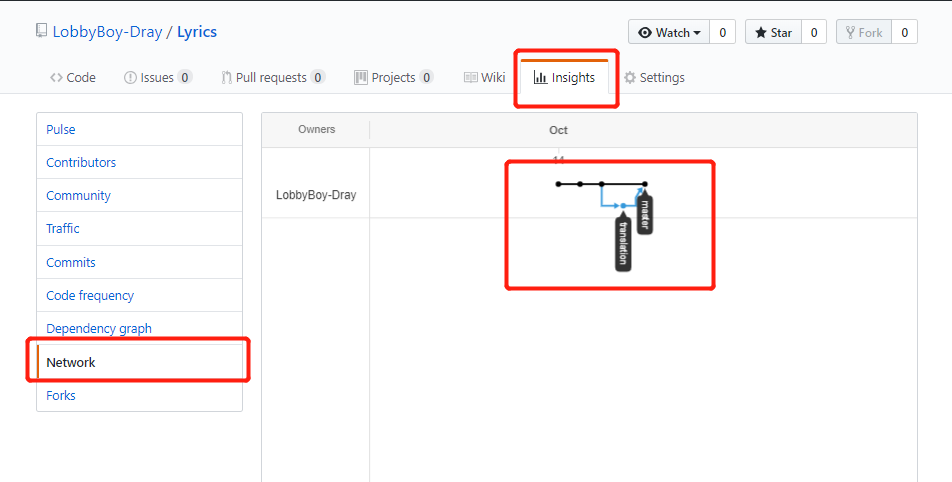 LobbyBoy-Dray / Lyrics
Watch 0 Star 0 Fork 0
Code Issues 0 Pull requests 0 Projects 0 Wiki Insights Settings
Pulse
Contributors
Community
Traffic
Commits
Code frequency
Dependency graph
Network
Forks
Owners Oct
14
LobbyBoy-Dray
master
translation